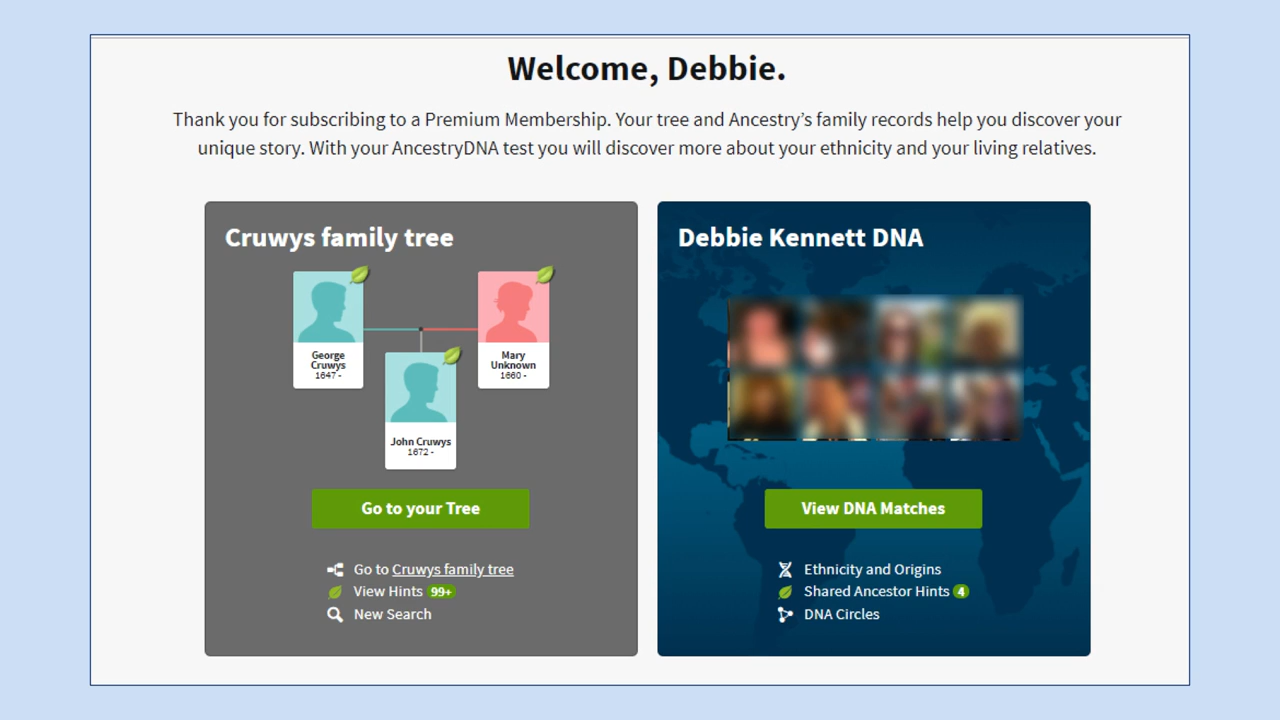 Welcome, Debbie.
Thank you for subscribing to a Premium Membership. Your tree and Ancestry’s family records help you discover your
unique story. With your AncestryDNA test you will discover more about your ethnicity and your living relatives.
Cruwys family tree
George
Cruwys
1647 -
Mary
Unknown
1660 -
John Cruwys
1672 -
Go to your Tree
Go to Cruwys family tree
View Hints 99+
New Search
Debbie Kennett DNA
View DNA Matches
Ethnicity and Origins
Shared Ancestor Hints 4
DNA Circles